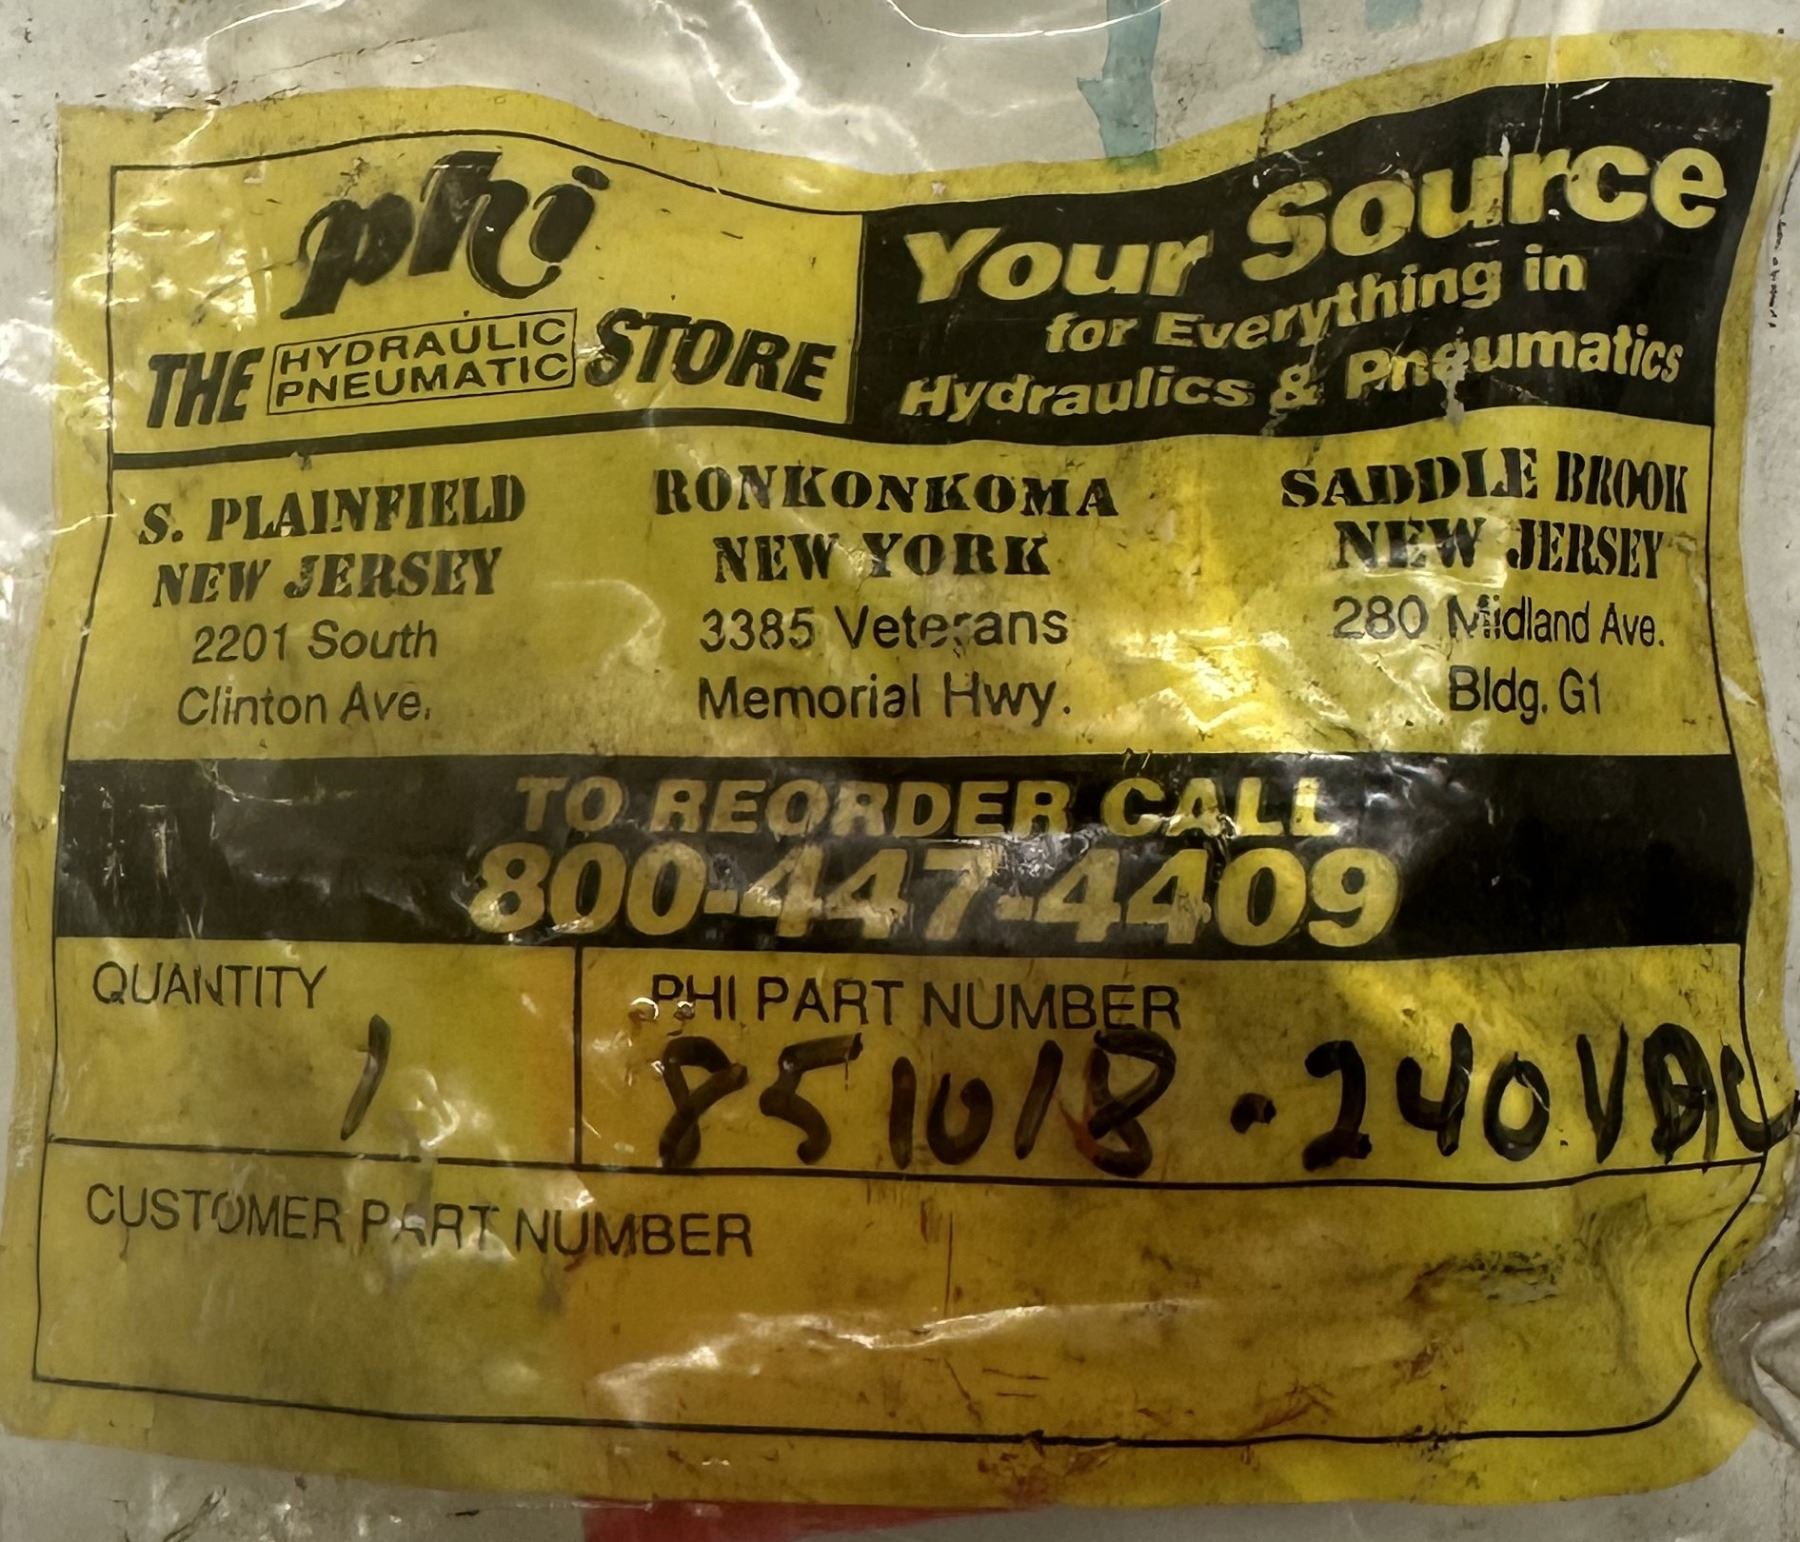 phi
THE HYDRAULIC PNEUMATIC STORE
Your Source
for Everything in
Hydraulics & Pneumatics
S. PLAINFIELD
NEW JERSEY
2201 South
Clinton Ave.
RONKONKOMA
NEW YORK
3385 Veterans
Memorial Hwy.
SADDLE BROOK
NEW JERSEY
280 Midland Ave.
Bldg. G1
TO REORDER CALL
800-447-4409
QUANTITY
1
PHI PART NUMBER
851018-240VAC
CUSTOMER PART NUMBER